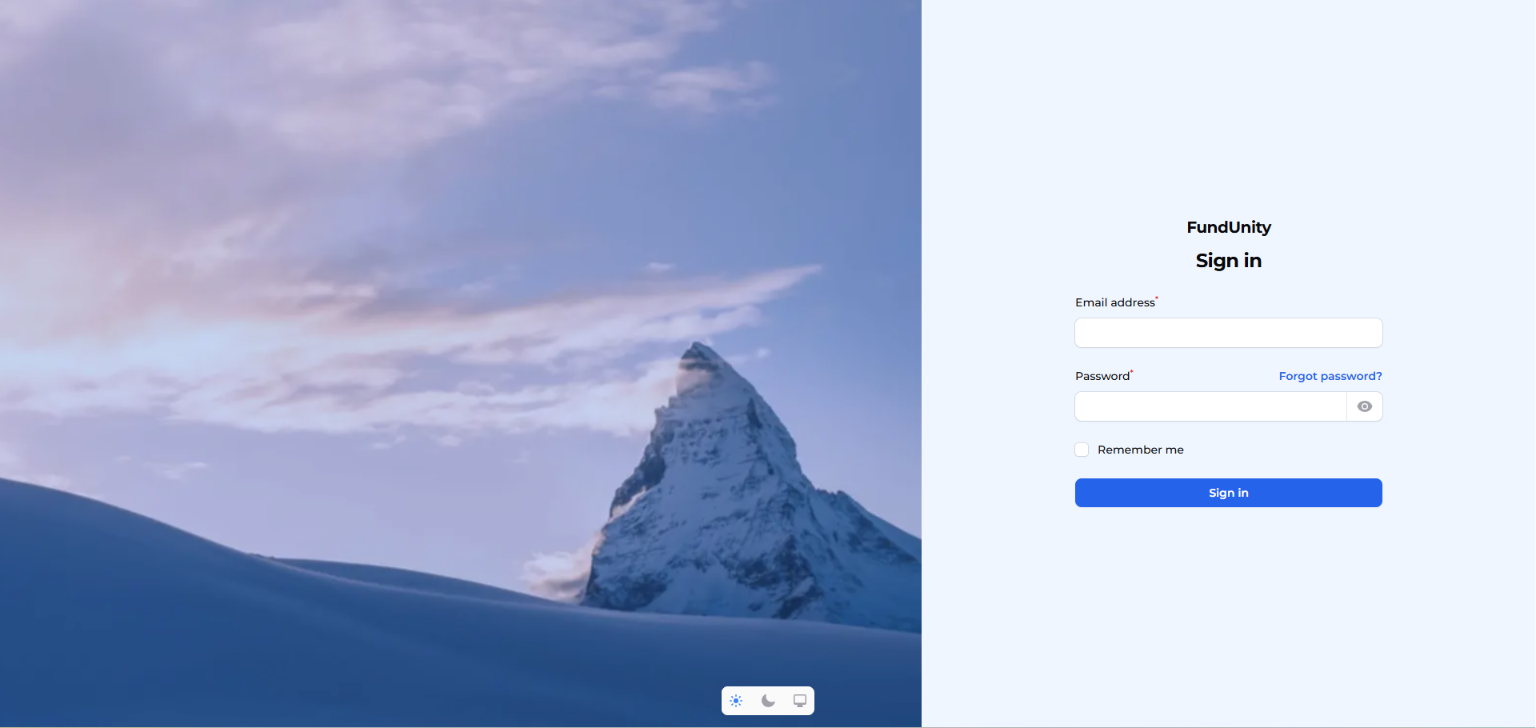 FundUnity
Sign in
Email address*
Password* Forgot password?
Remember me
Sign in